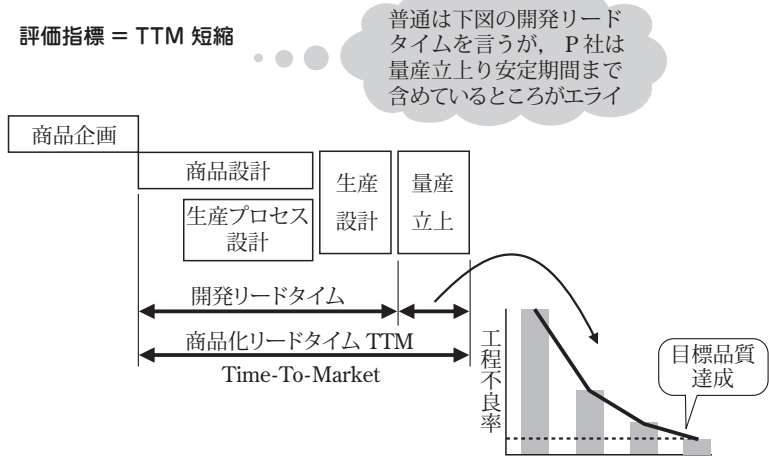 評価指標 = TTM 短縮
普通は下図の開発リード
タイムを言うが， P 社は
量産立上り安定期間まで
含めているところがエライ
商品企画
商品設計
生産プロセス
設計
生産
設計
量産
立上
開発リードタイム
商品化リードタイム TTM
Time-To-Market
工程不良率
目標品質
達成